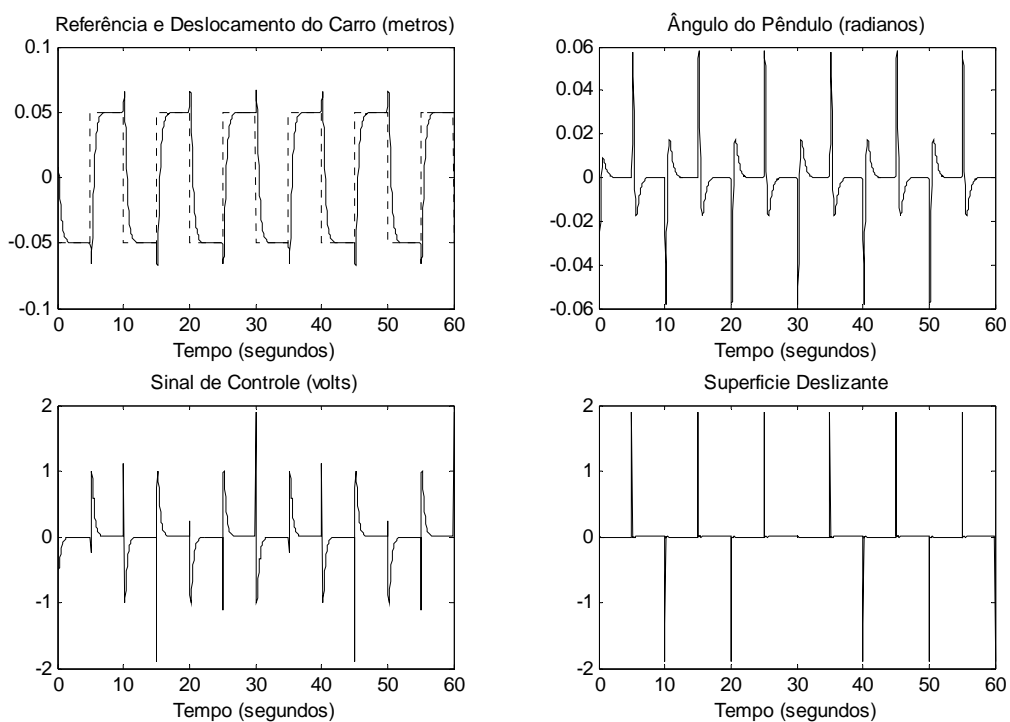 Referência e Deslocamento do Carro (metros)
0.1
0.05
0
-0.05
-0.1
0 10 20 30 40 50 60
Tempo (segundos)
Ângulo do Pêndulo (radianos)
0.06
0.04
0.02
0
-0.02
-0.04
0.06
0 10 20 30 40 50 60
Tempo (segundos)
Sinal de Controle (volts)
2
1
0
-1
-2
0 10 20 30 40 50 60
Tempo (segundos)
Superficie Deslizante
2
1
0
-1
-2
0 10 20 30 40 50 60
Tempo (segundos)